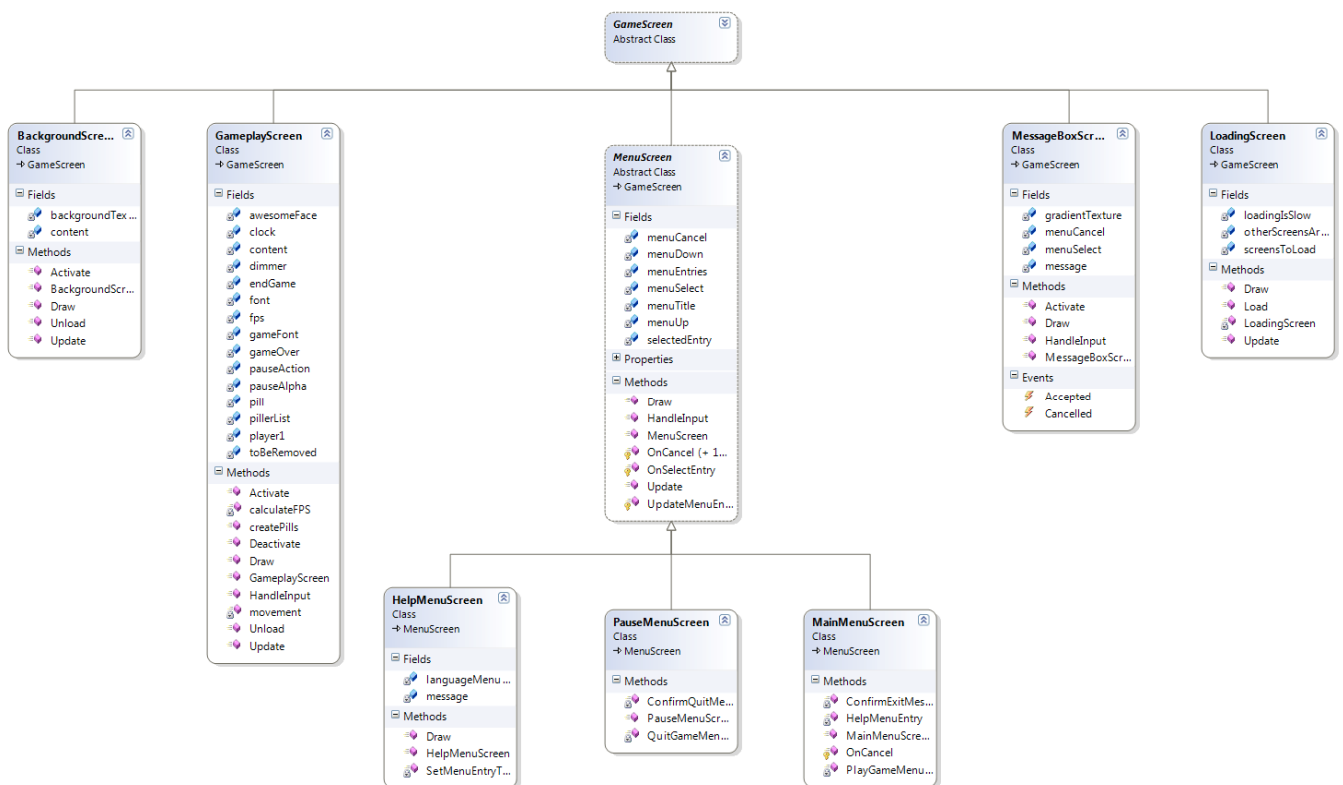 GameScreen
Abstract Class
BackgroundScre...
Class
GameScreen
Fields
backgroundTex...
content
Methods
Activate
BackgroundScr...
Draw
Unload
Update
GameplayScreen
Class
GameScreen
Fields
awesomeFace
clock
content
dimmer
endGame
font
fps
gameFont
gameOver
pauseAction
pauseAlpha
pill
pillerList
player1
toBeRemoved
Methods
Activate
calculateFPS
createPills
Deactivate
Draw
GameplayScreen
HandleInput
movement
Unload
Update
MenuScreen
Abstract Class
GameScreen
Fields
menuCancel
menuDown
menuEntries
menuSelect
menuTitle
menuUp
selectedEntry
Properties
Methods
Draw
HandleInput
MenuScreen
OnCancel (+ 1...
OnSelectEntry
Update
UpdateMenuEn...
MessageBoxScr...
Class
GameScreen
Fields
gradientTexture
menuCancel
menuSelect
message
Methods
Activate
Draw
HandleInput
MessageBoxScr...
Events
Accepted
Cancelled
LoadingScreen
Class
GameScreen
Fields
loadingIsSlow
otherScreensAr...
screensToLoad
Methods
Draw
Load
LoadingScreen
Update
HelpMenuScreen
Class
MenuScreen
Fields
languageMenu...
message
Methods
Draw
HelpMenuScreen
SetMenuEntryT...
PauseMenuScreen
Class
MenuScreen
Methods
ConfirmQuitMe...
PauseMenuScr...
QuitGameMen...
MainMenuScreen
Class
MenuScreen
Methods
ConfirmExitMes...
HelpMenuEntry
MainMenuScre...
OnCancel
PlayGameMenu...